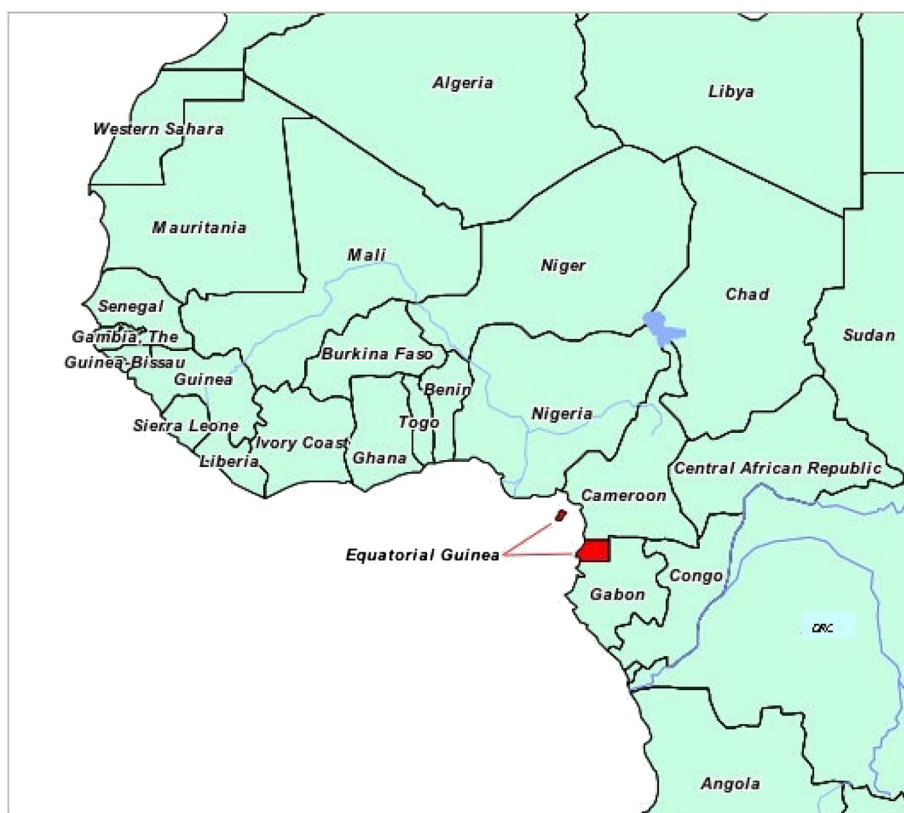 Algeria
Libya
Western Sahara
Mauritania
Mali
Niger
Chad
Senegal
Sudan
Gambia, The
Burkina Faso
Guinea-Bissau
Guinea
Benin
Nigeria
Togo
Sierra Leone
Ivory Coast
Ghana
Liberia
Central African Republic
Cameroon
Equatorial Guinea
Congo
Gabon
DRC
Angola